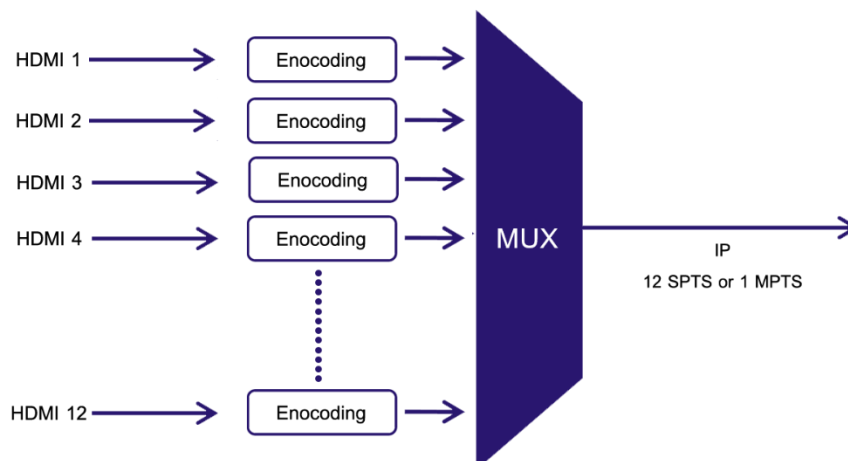 HDMI 1
Enocoding
HDMI 2
Enocoding
HDMI 3
Enocoding
HDMI 4
Enocoding
MUX
IP
12 SPTS or 1 MPTS
HDMI 12
Enocoding